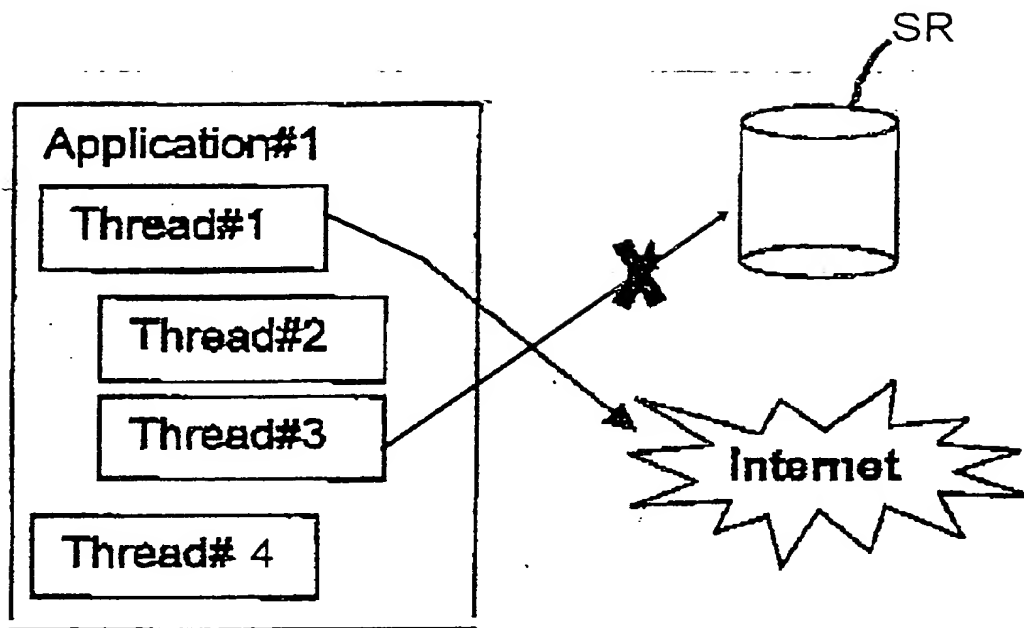 SR
Application#1
Thread#1
Thread#2
Thread#3
Internet
Thread# 4